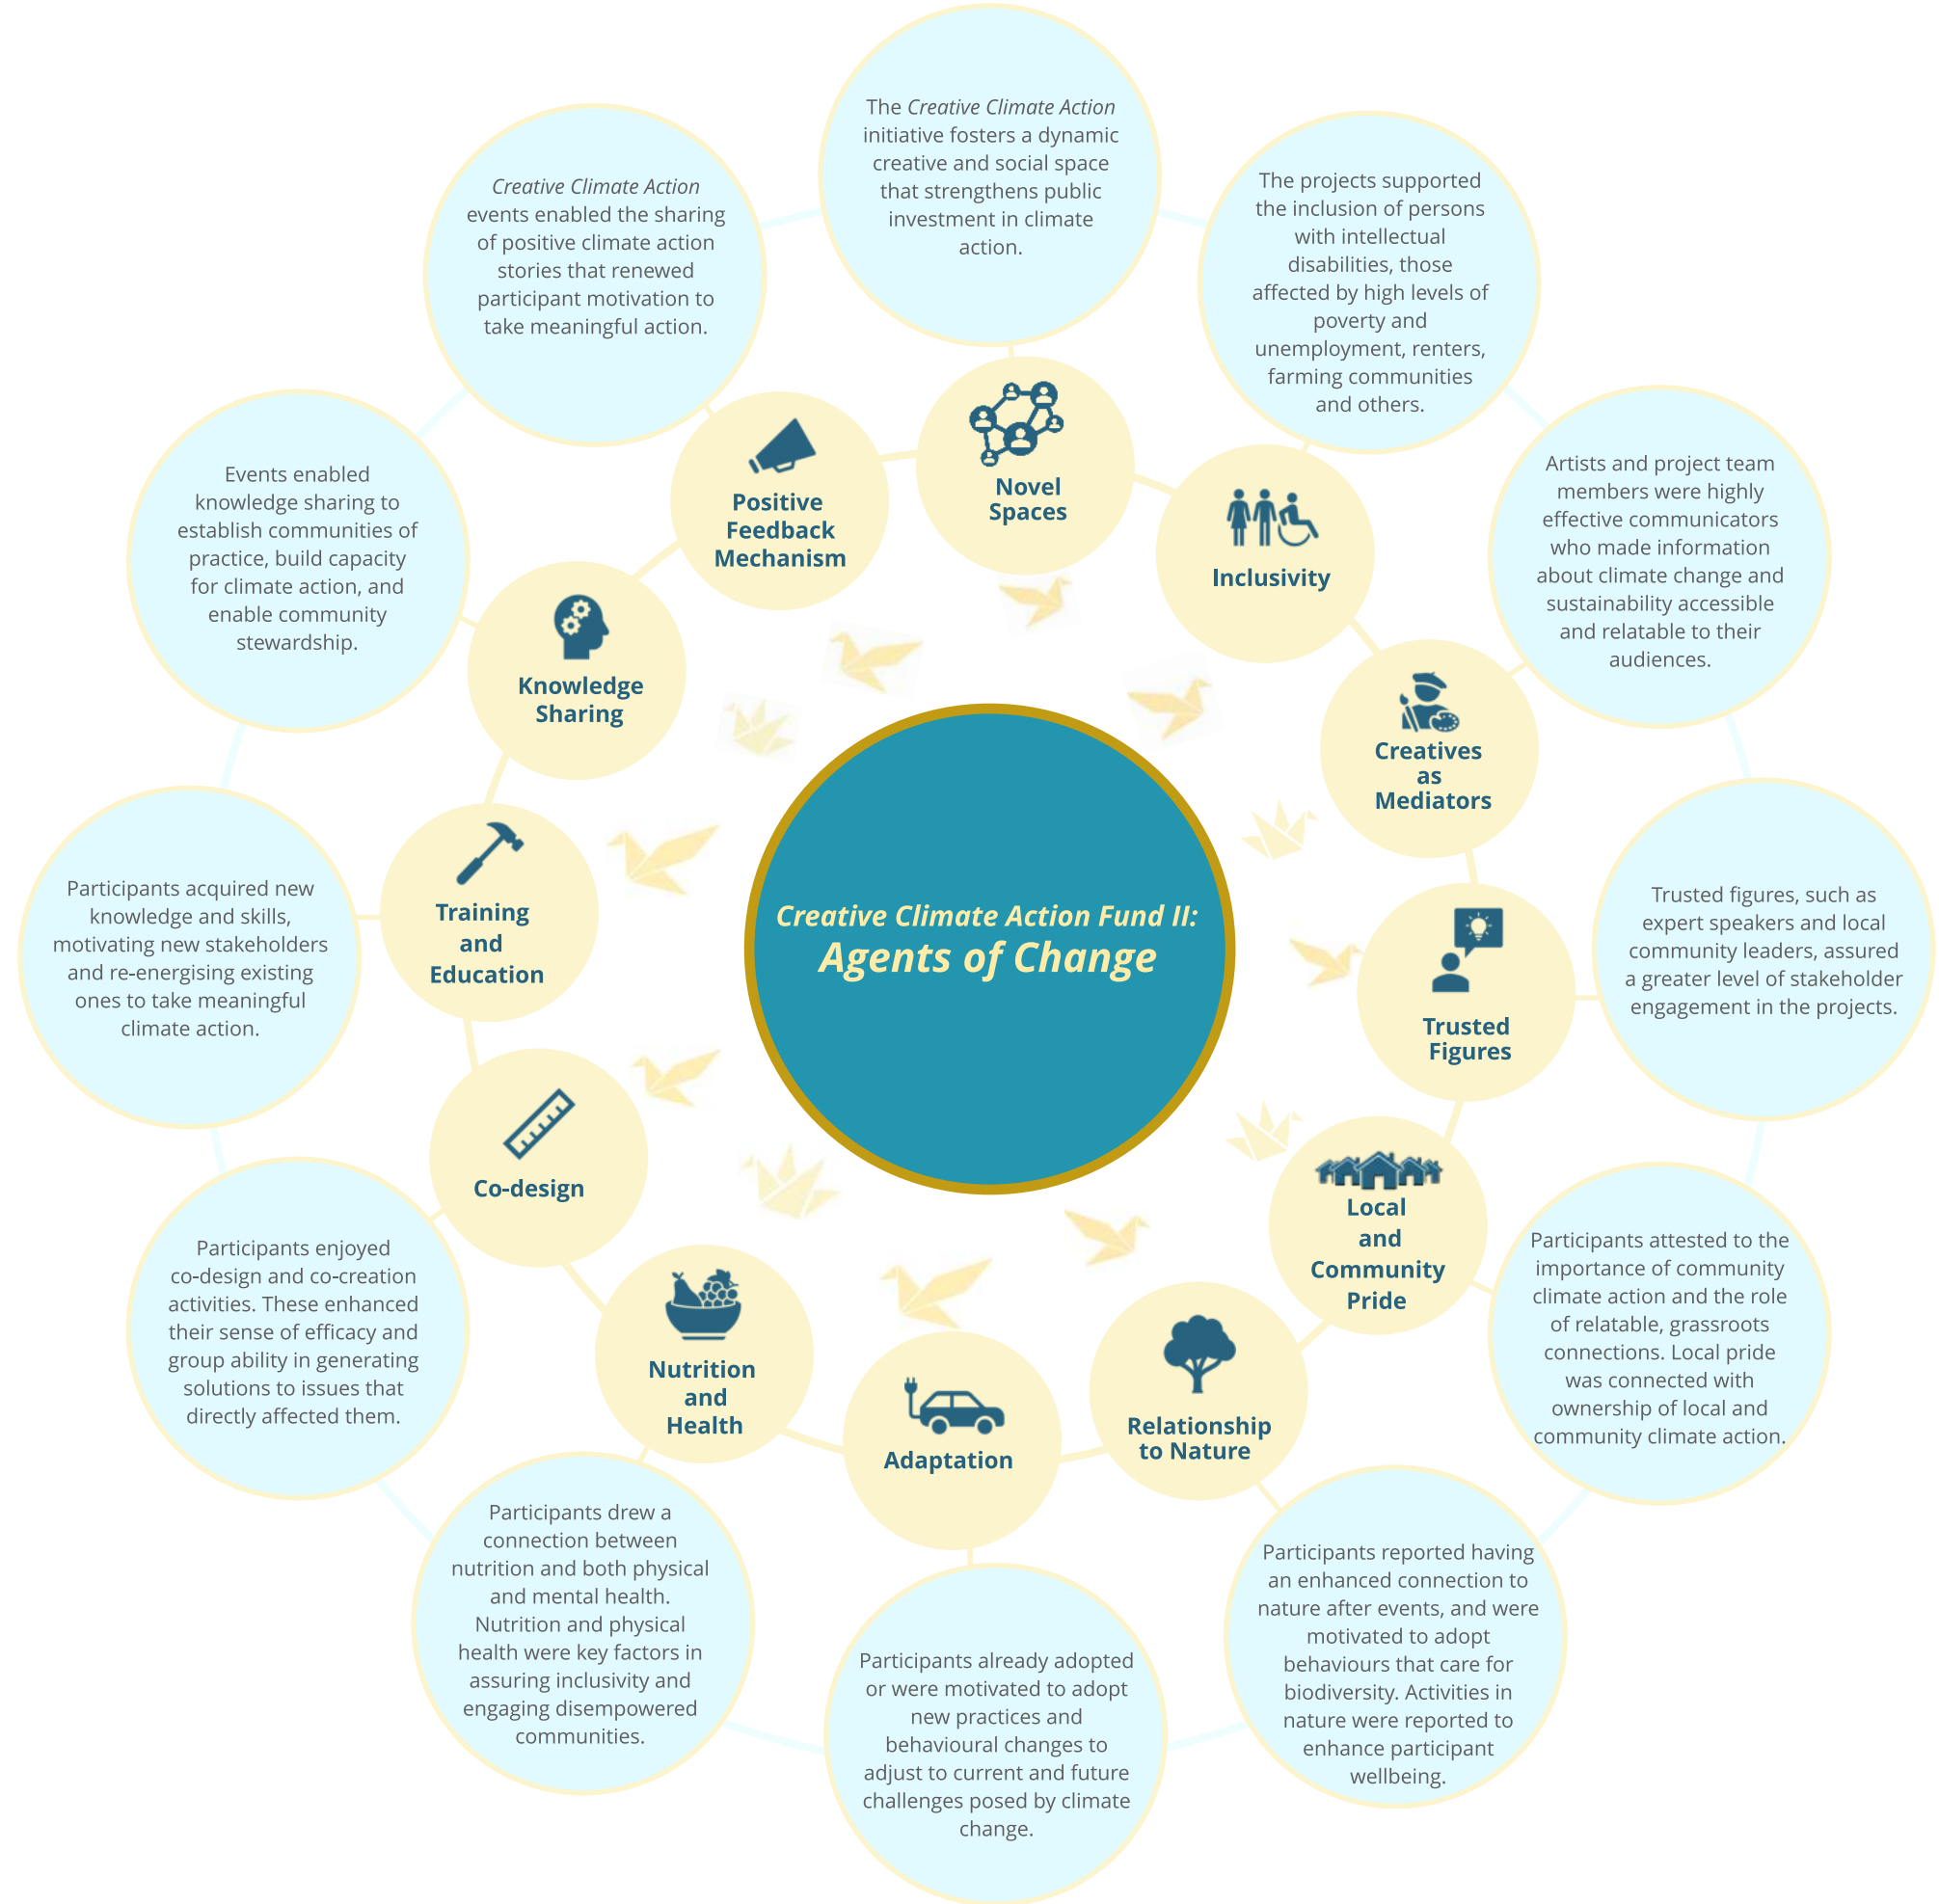 Creative Climate Action Fund II:
Agents of Change
Novel
Spaces
The Creative Climate Action
initiative fosters a dynamic
creative and social space
that strengthens public
investment in climate
action.
Inclusivity
The projects supported
the inclusion of persons
with intellectual
disabilities, those
affected by high levels of
poverty and
unemployment, renters,
farming communities
and others.
Creatives
as
Mediators
Artists and project team
members were highly
effective communicators
who made information
about climate change and
sustainability accessible
and relatable to their
audiences.
Trusted
Figures
Trusted figures, such as
expert speakers and local
community leaders, assured
a greater level of stakeholder
engagement in the projects.
Local
and
Community
Pride
Participants attested to the
importance of community
climate action and the role
of relatable, grassroots
connections. Local pride
was connected with
ownership of local and
community climate action.
Relationship
to Nature
Participants reported having
an enhanced connection to
nature after events, and were
motivated to adopt
behaviours that care for
biodiversity. Activities in
nature were reported to
enhance participant
wellbeing.
Adaptation
Participants already adopted
or were motivated to adopt
new practices and
behavioural changes to
adjust to current and future
challenges posed by climate
change.
Nutrition
and
Health
Participants drew a
connection between
nutrition and both physical
and mental health.
Nutrition and physical
health were key factors in
assuring inclusivity and
engaging disempowered
communities.
Co-design
Participants enjoyed
co-design and co-creation
activities. These enhanced
their sense of efficacy and
group ability in generating
solutions to issues that
directly affected them.
Training
and
Education
Participants acquired new
knowledge and skills,
motivating new stakeholders
and re-energising existing
ones to take meaningful
climate action.
Knowledge
Sharing
Events enabled
knowledge sharing to
establish communities of
practice, build capacity
for climate action, and
enable community
stewardship.
Positive
Feedback
Mechanism
Creative Climate Action
events enabled the sharing
of positive climate action
stories that renewed
participant motivation to
take meaningful action.